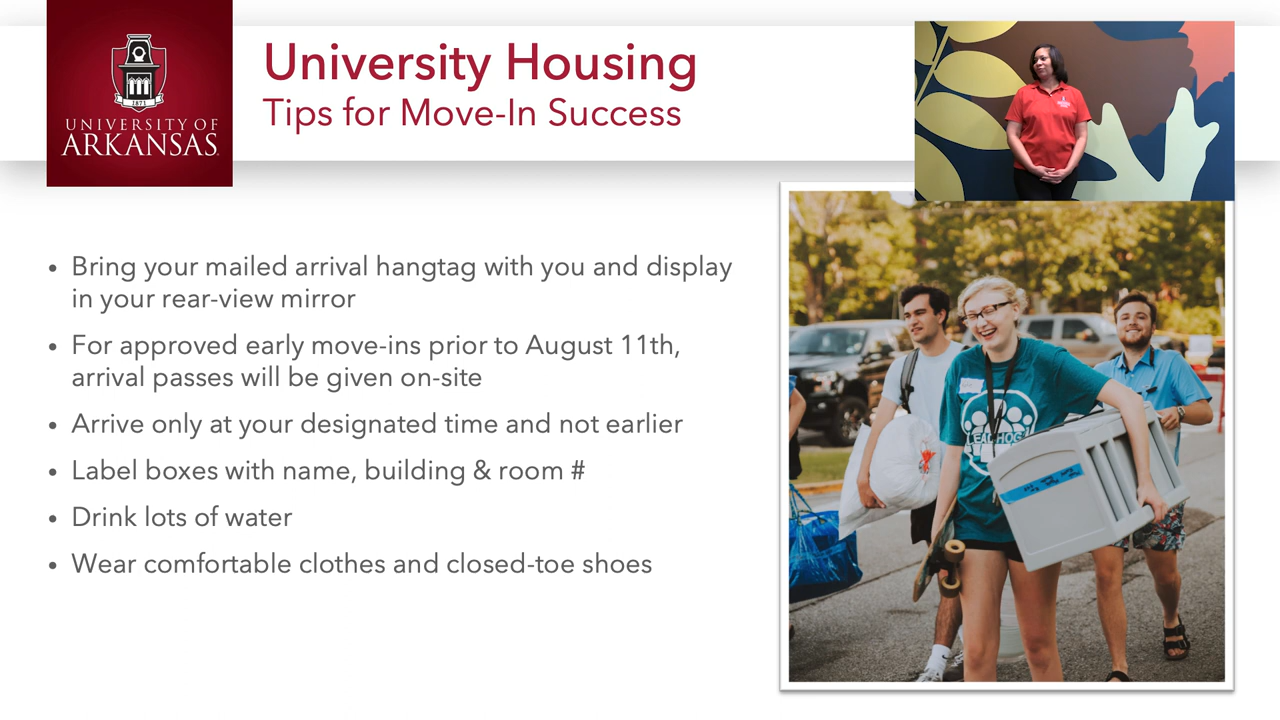 1871
UNIVERSITY OF
ARKANSAS
University Housing
Tips for Move-In Success
• Bring your mailed arrival hangtag with you and display
in your rear-view mirror
• For approved early move-ins prior to August 11th,
arrival passes will be given on-site
• Arrive only at your designated time and not earlier
• Label boxes with name, building & room #
• Drink lots of water
• Wear comfortable clothes and closed-toe shoes